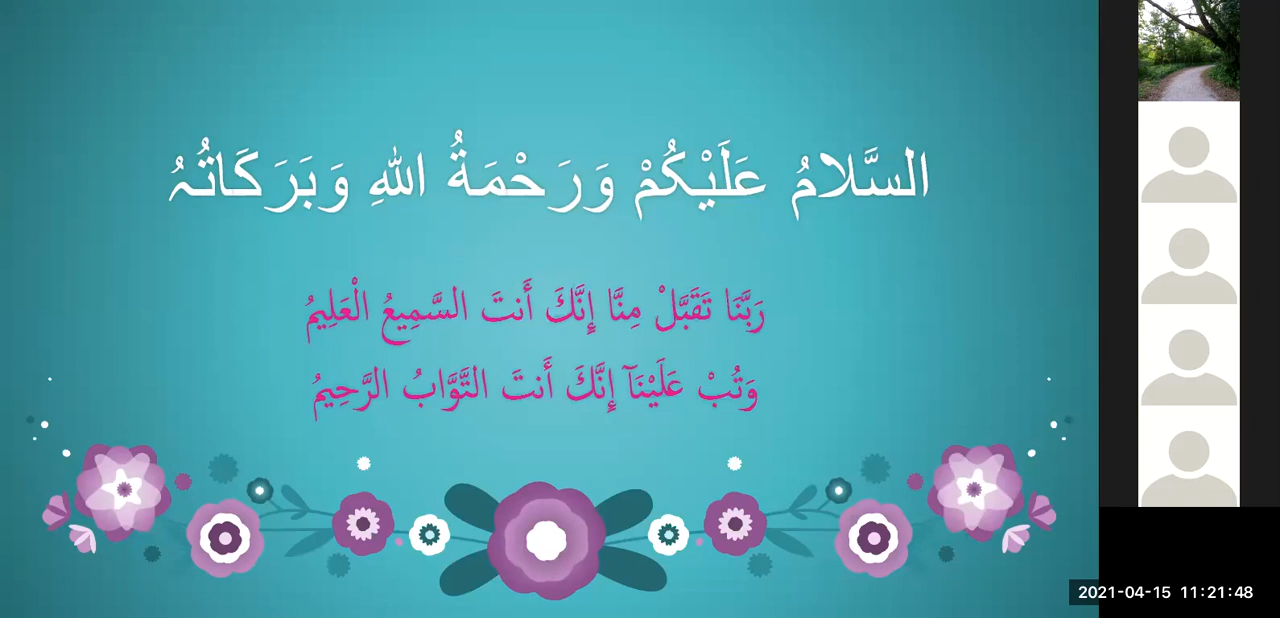 السَّلامُ عَلَيْكُمْ وَرَحْمَةُ اللهِ وَبَرَكَاتُہُ
رَبَّنَا تَقَبَّلْ مِنَّا إِنَّكَ أَنتَ السَّمِيعُ الْعَلِيمُ
وَتُبْ عَلَيْنَآ إِنَّكَ أَنتَ التَّوَّابُ الرَّحِيمُ
2021-04-15 11:21:48